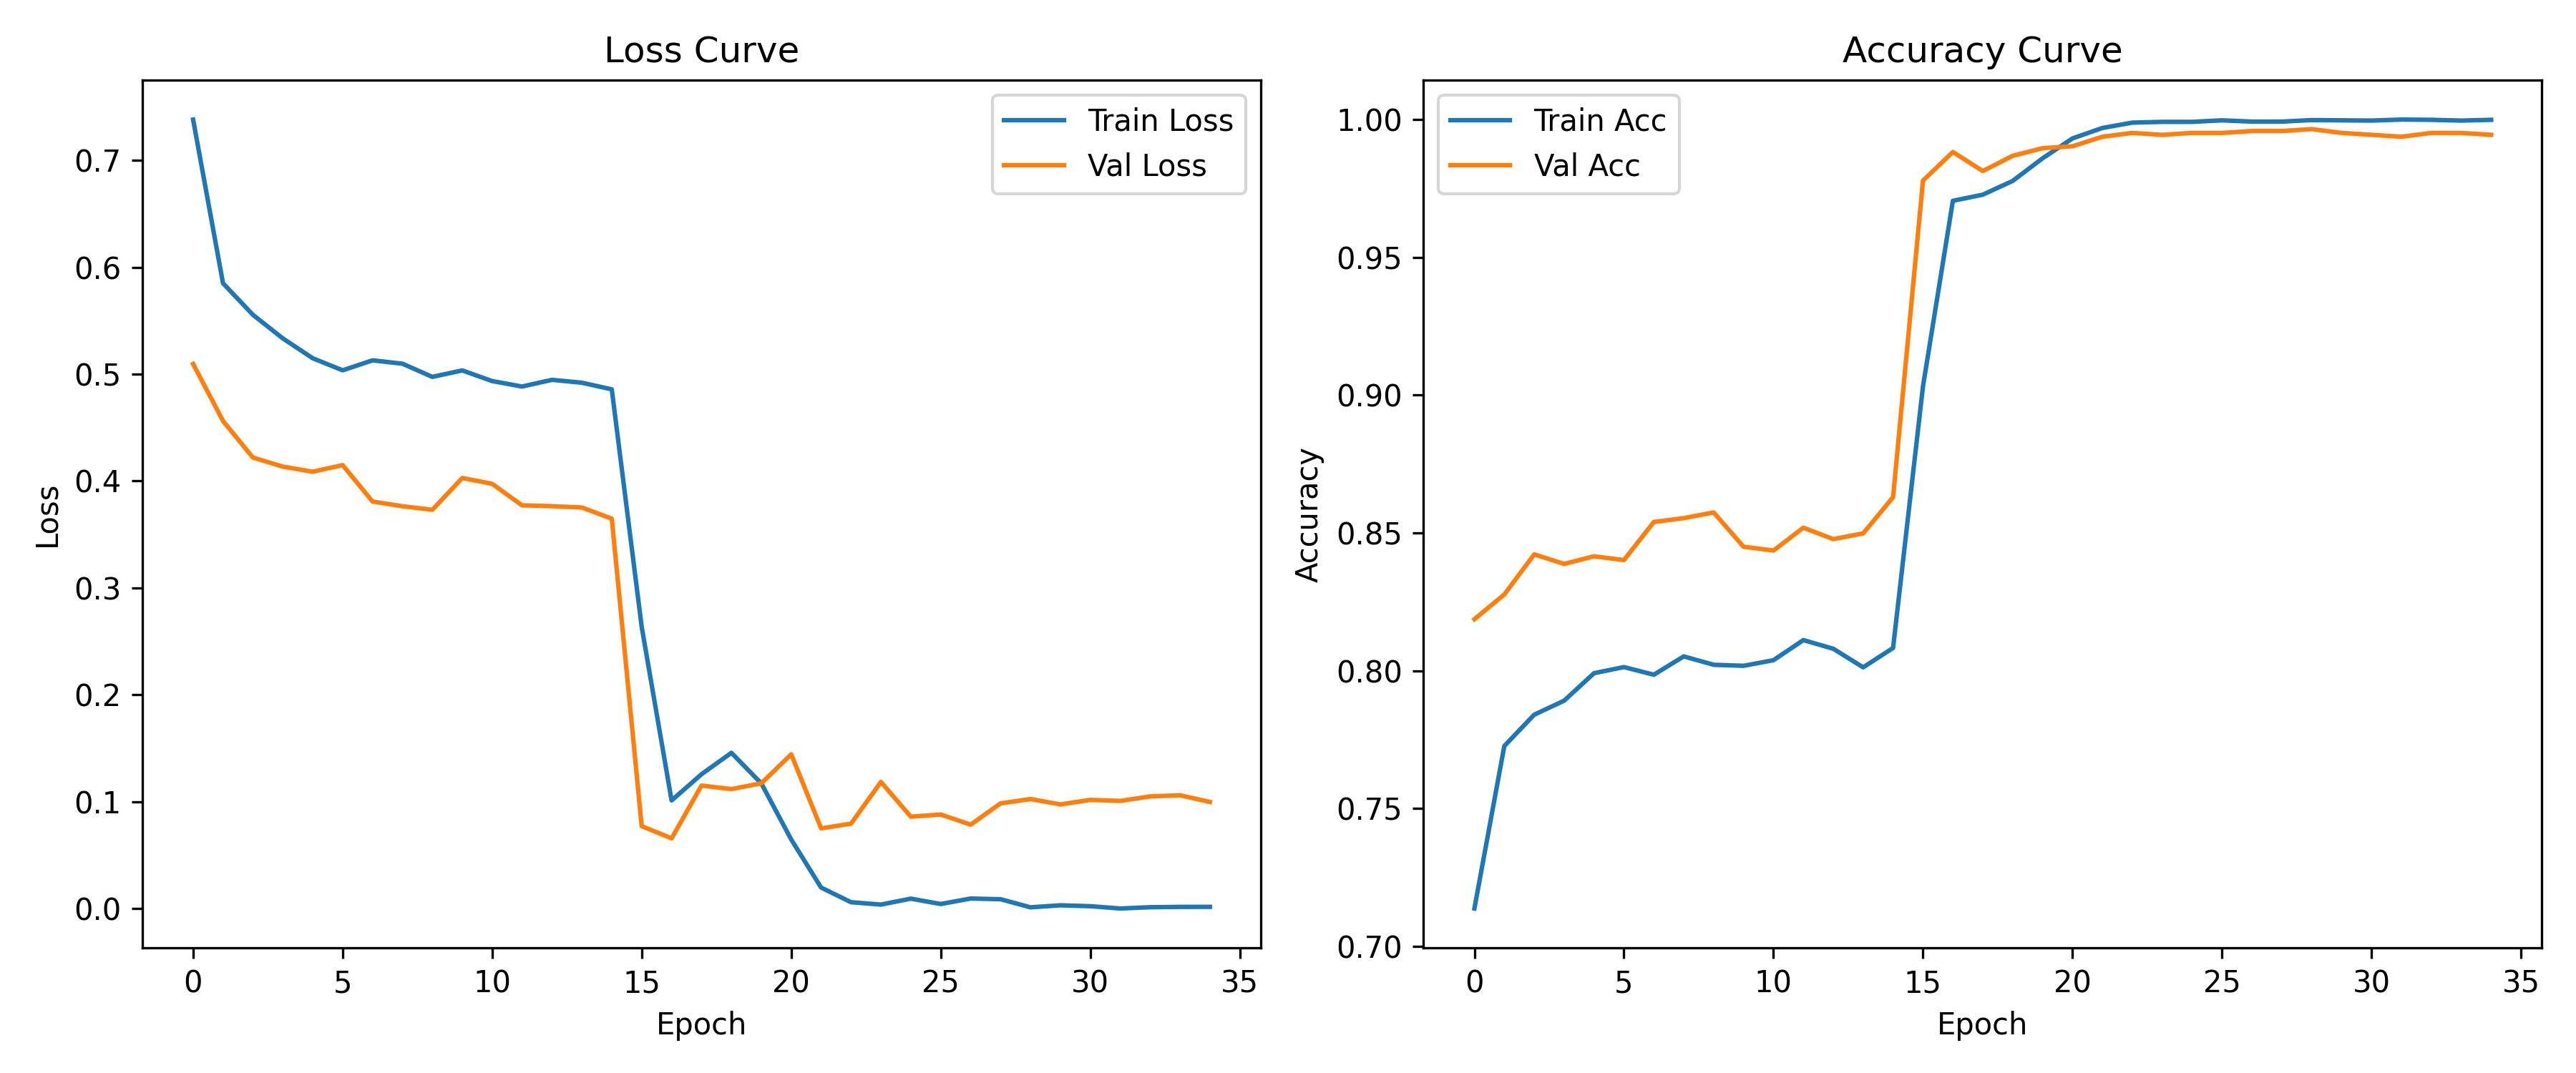 Loss Curve
Train Loss
Val Loss
0.7
0.6
0.5
0.4
0.3
0.2
0.1
0.0
Loss
0 5 10 15 20 25 30 35
Epoch
Accuracy Curve
Train Acc
Val Acc
1.00
0.95
0.90
0.85
0.80
0.75
0.70
Accuracy
0 5 10 15 20 25 30 35
Epoch